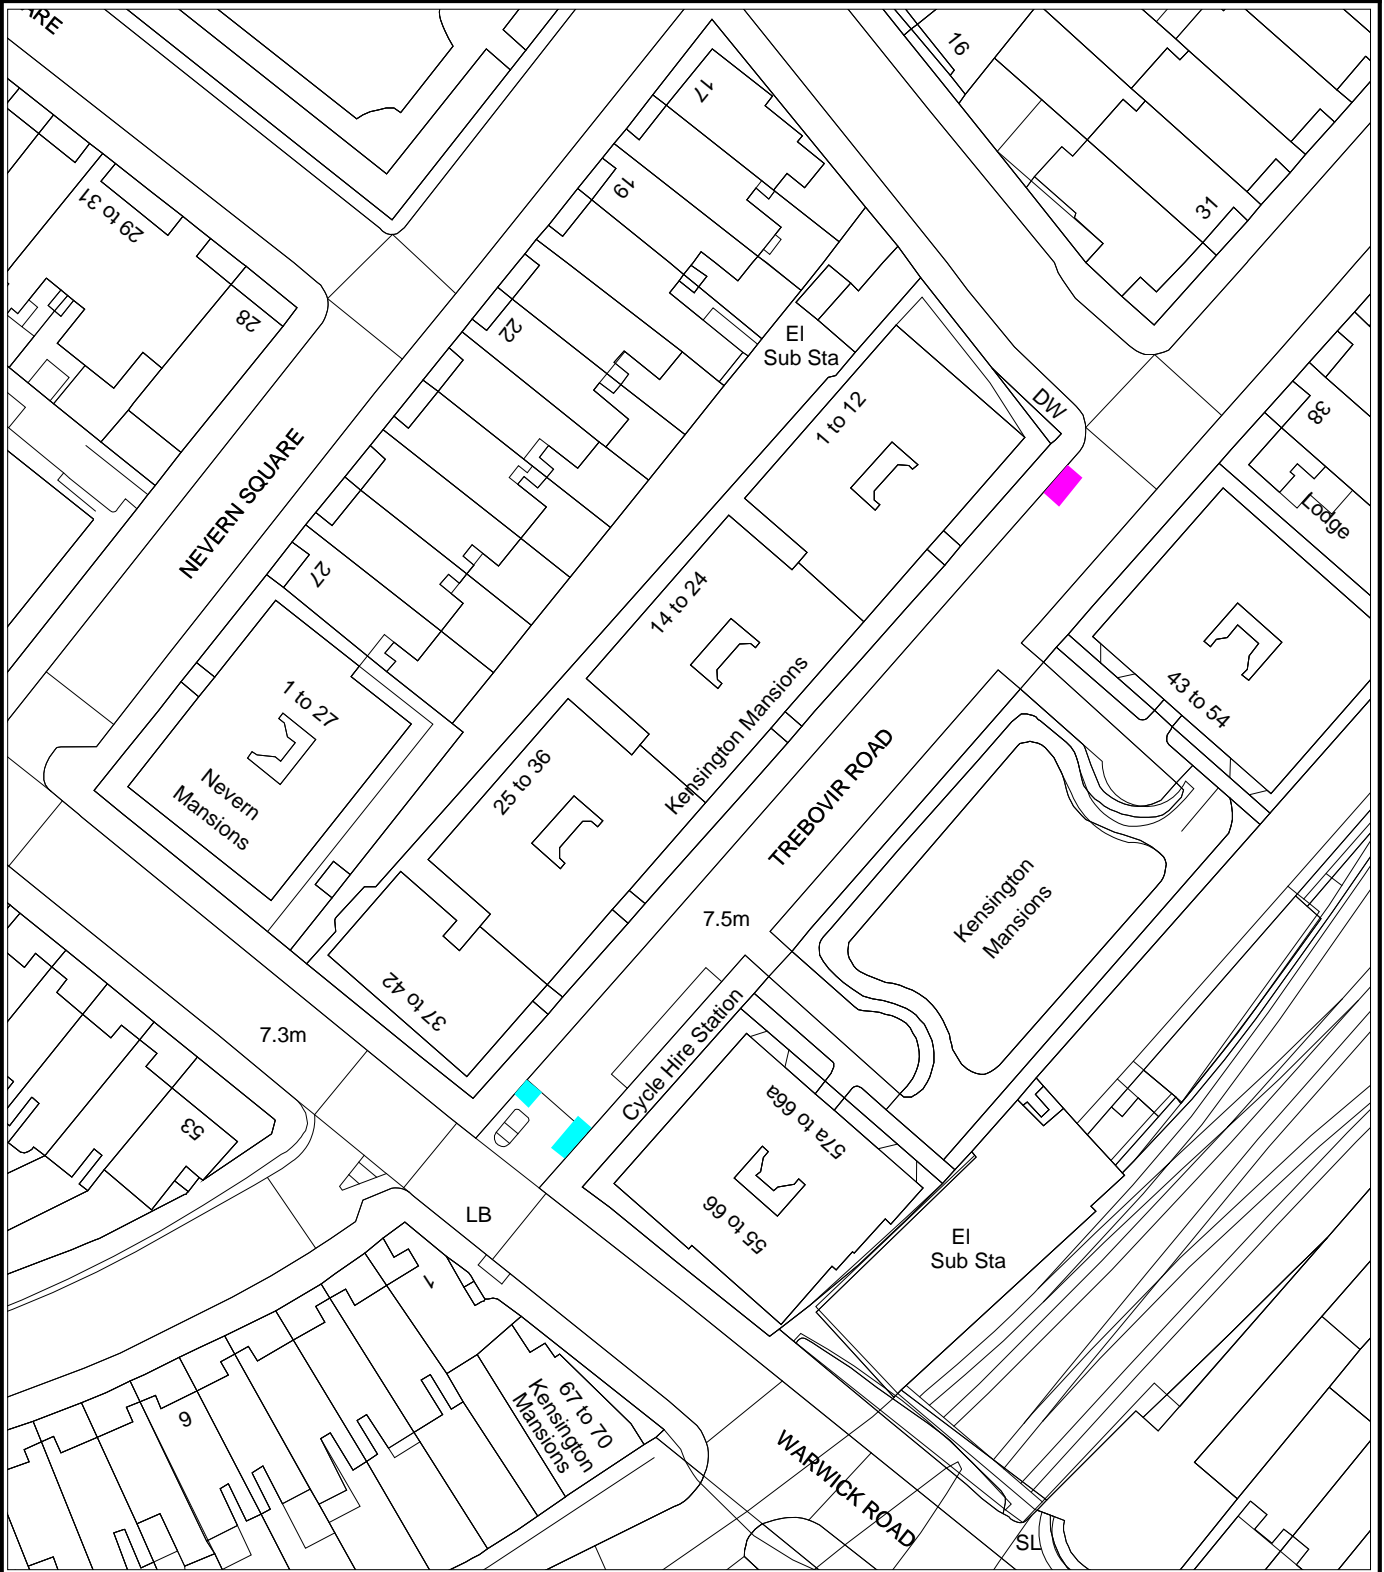 ARE
16
17
29 to 31
19
31
28
22
El
Sub Sta
1 to 12
DW
38
NEVERN SQUARE
Lodge
27
14 to 24
1 to 27
Nevern
Mansions
Kensington Mansions
43 to 54
25 to 36
TREBOVIR ROAD
Kensington
Mansions
7.5m
37 to 42
7.3m
Cycle Hire Station
53
57a to 66a
LB
55 to 66
El
Sub Sta
1
6
67 to 70
Kensington
Mansions
WARWICK ROAD
SL